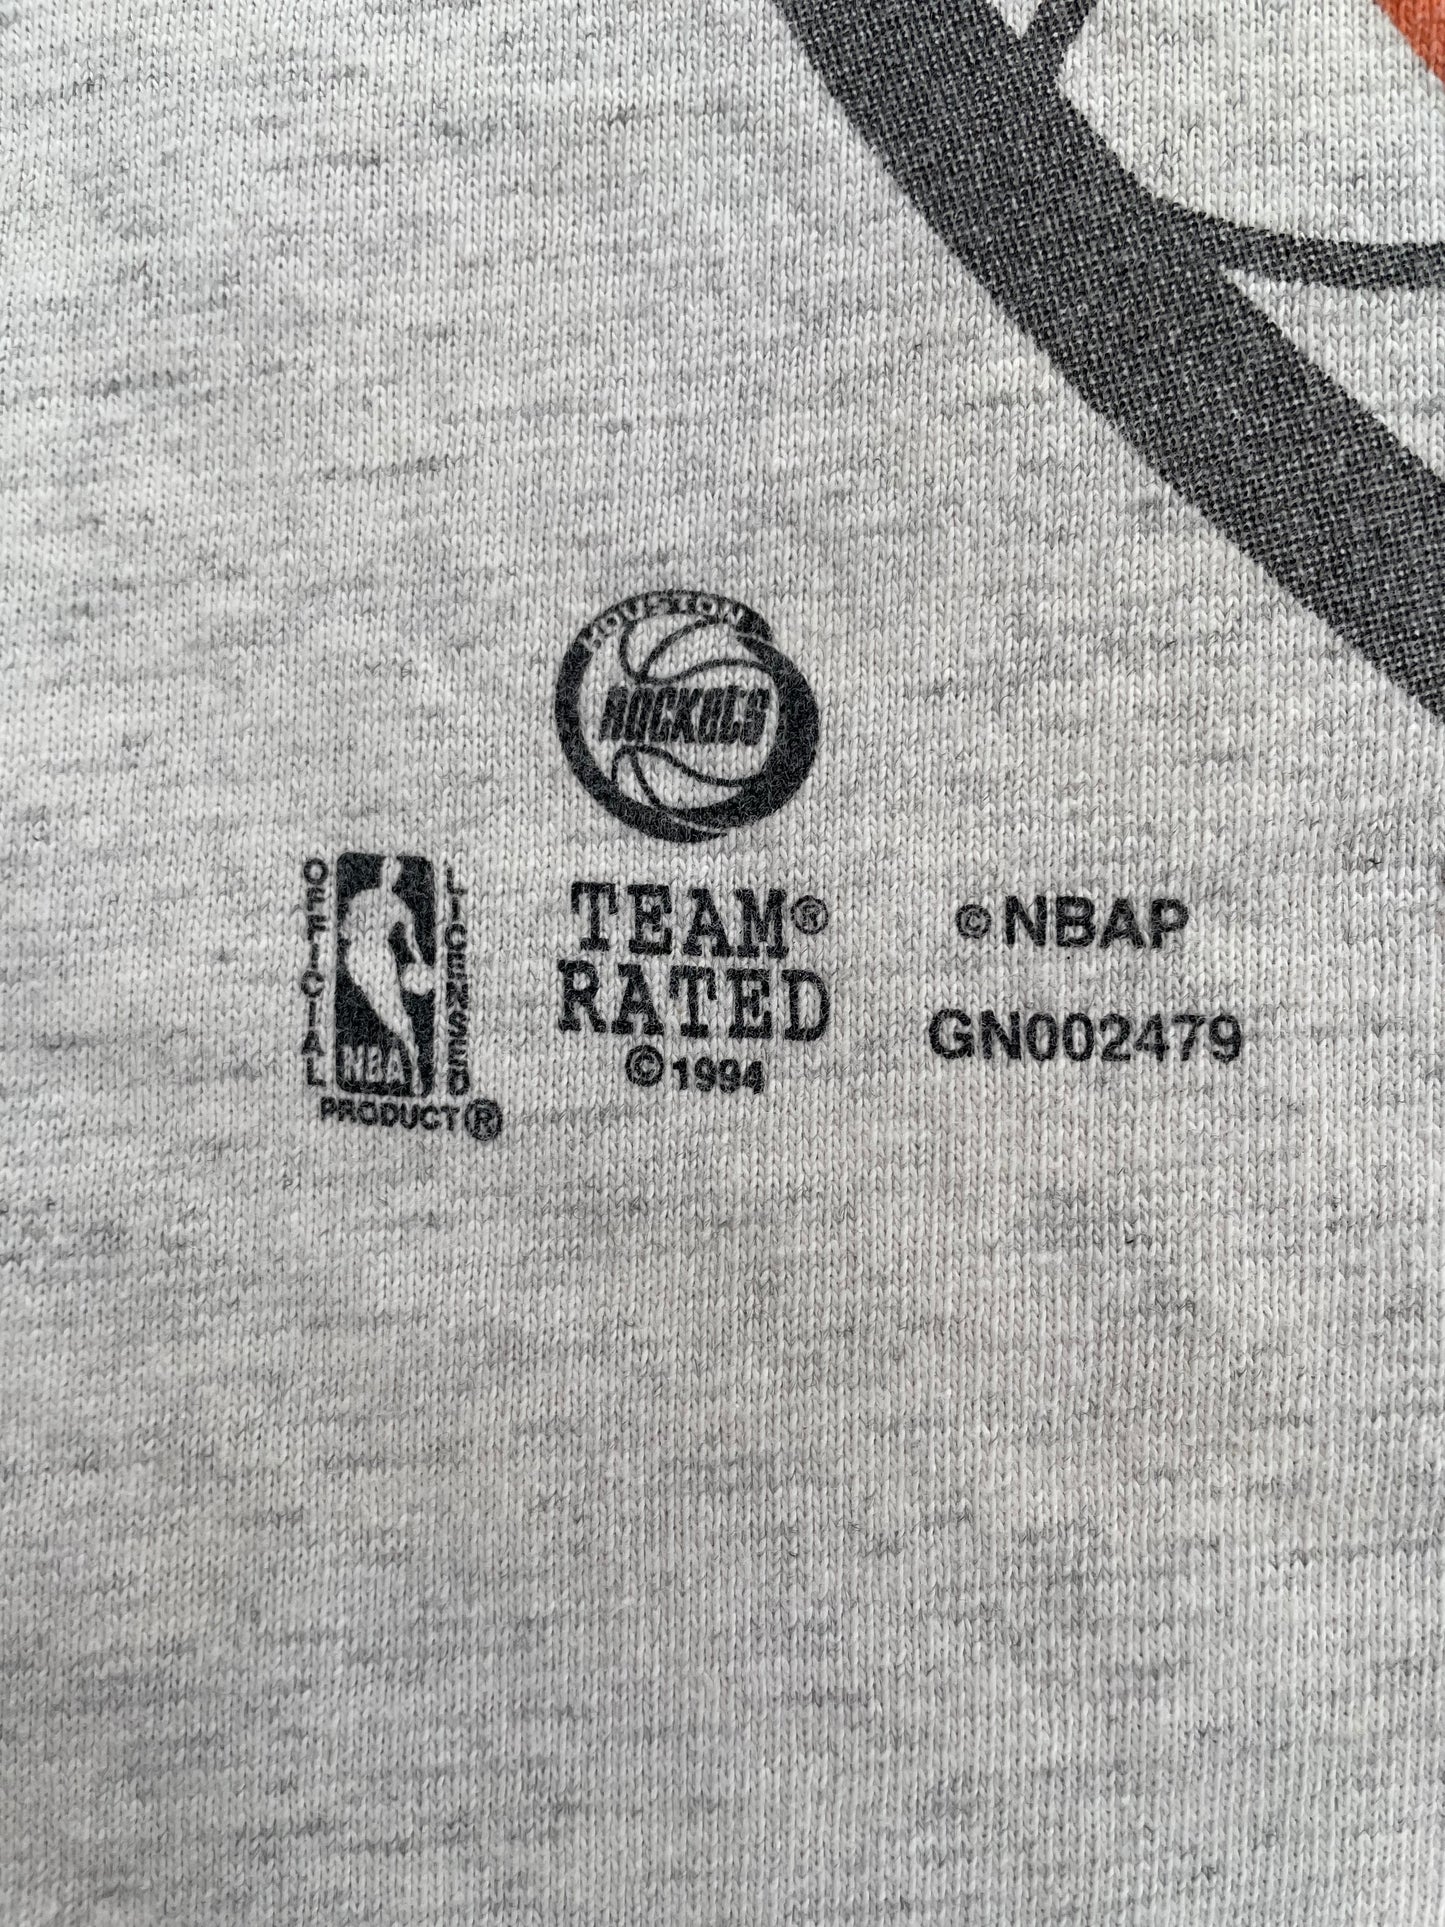 HOUSTON
ROCKETS
OFFICIAL
NBA
LICENSED
PRODUCT®
TEAM®
RATED
©1994
©NBAP
GN002479